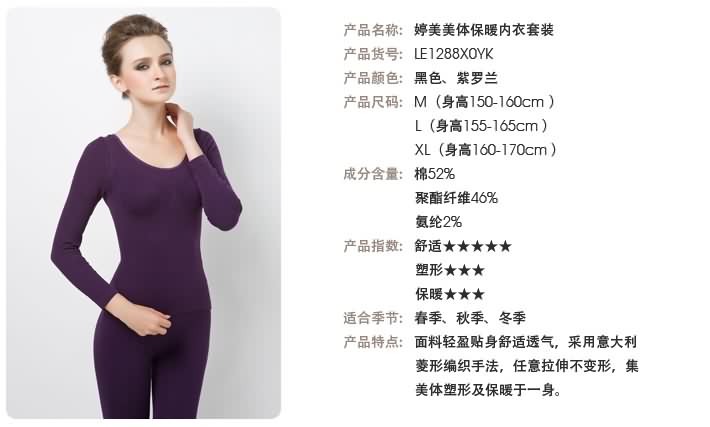 产品名称: 婷美美体保暖内衣套装
产品货号: LE1288X0YK
产品颜色: 黑色、紫罗兰
产品尺码: M（身高150-160cm ）
L（身高155-165cm ）
XL（身高160-170cm ）
成分含量: 棉52%
聚酯纤维46%
氨纶2%
产品指数: 舒适★★★★★
塑形★★★
保暖★★★
适合季节: 春季、秋季、冬季
产品特点: 面料轻盈贴身舒适透气，采用意大利
菱形编织手法，任意拉伸不变形，集
美体塑形及保暖于一身。